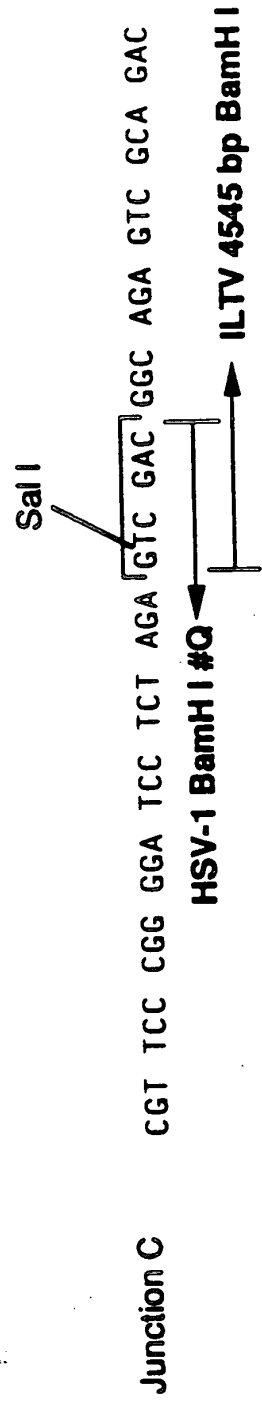 Sal I
Junction C CGT TCC CGG GGA TCC TCT AGA GTC GAC GGC AGA GTC GCA GAC
HSV-1 BamH I #Q
ILTV 4545 bp BamH I